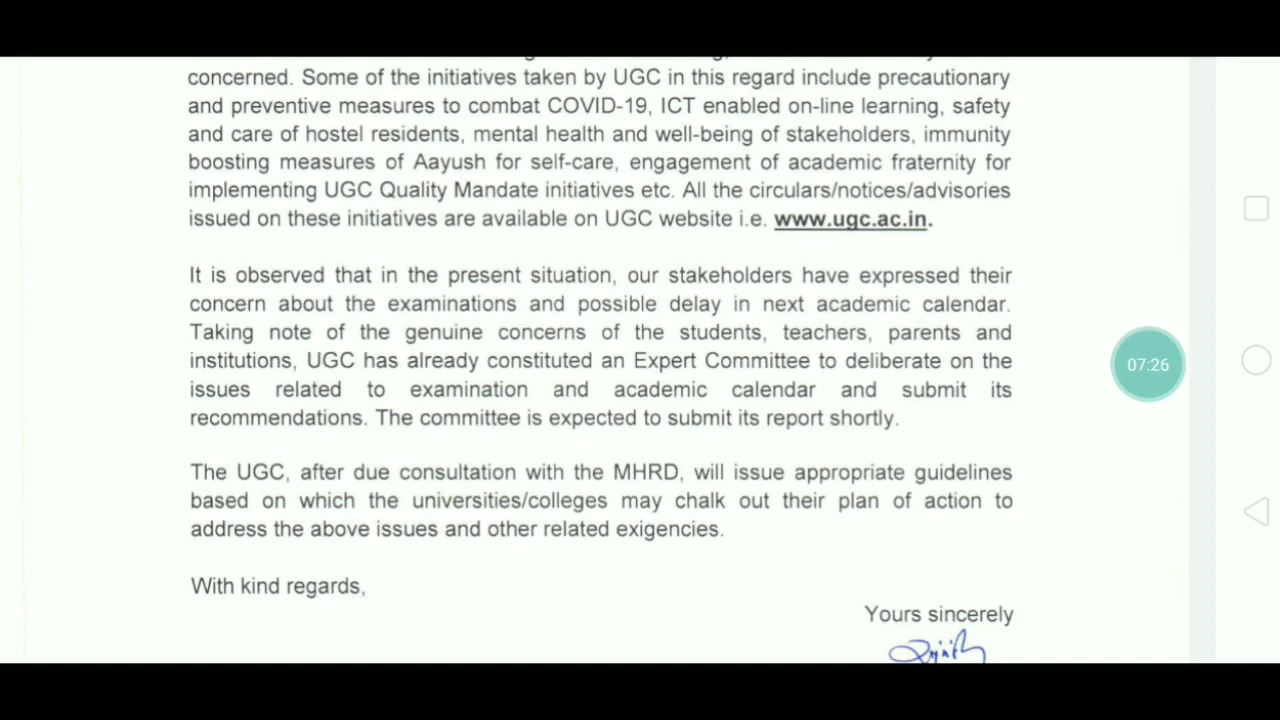 concerned. Some of the initiatives taken by UGC in this regard include precautionary
and preventive measures to combat COVID-19, ICT enabled on-line learning, safety
and care of hostel residents, mental health and well-being of stakeholders, immunity
boosting measures of Aayush for self-care, engagement of academic fraternity for
implementing UGC Quality Mandate initiatives etc. All the circulars/notices/advisories
issued on these initiatives are available on UGC website i.e. www.ugc.ac.in.
It is observed that in the present situation, our stakeholders have expressed their
concern about the examinations and possible delay in next academic calendar.
Taking note of the genuine concerns of the students, teachers, parents and
institutions, UGC has already constituted an Expert Committee to deliberate on the
issues related to examination and academic calendar and submit its
recommendations. The committee is expected to submit its report shortly.
The UGC, after due consultation with the MHRD, will issue appropriate guidelines
based on which the universities/colleges may chalk out their plan of action to
address the above issues and other related exigencies.
With kind regards,
Yours sincerely
07:26